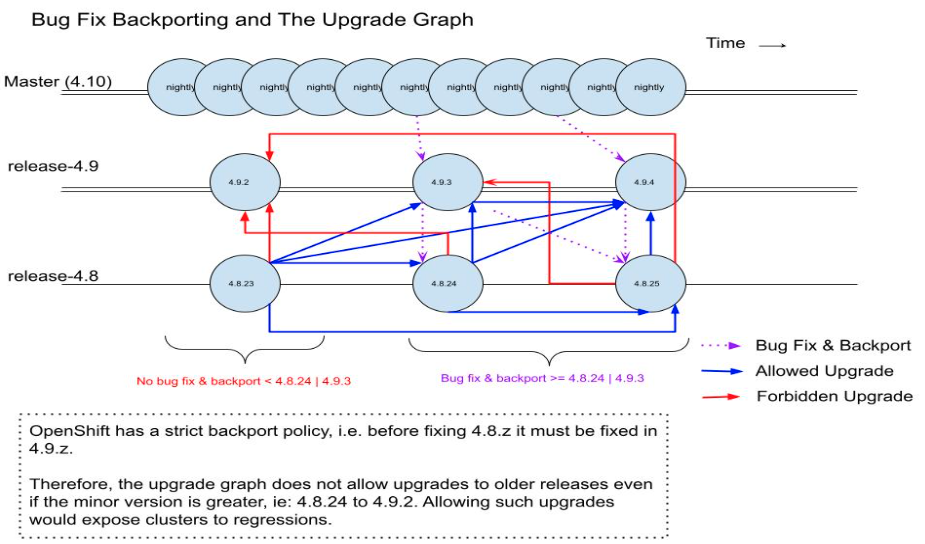 Bug Fix Backporting and The Upgrade Graph
Time
Master (4.10)
nightly nightly nightly nightly nightly nightly nightly nightly nightly nightly nightly
release-4.9
4.9.2 4.9.3 4.9.4
release-4.8
4.8.23 4.8.24 4.8.25
No bug fix & backport < 4.8.24 | 4.9.3
Bug fix & backport >= 4.8.24 | 4.9.3
Bug Fix & Backport
Allowed Upgrade
Forbidden Upgrade
OpenShift has a strict backport policy, i.e. before fixing 4.8.z it must be fixed in
4.9.z.
Therefore, the upgrade graph does not allow upgrades to older releases even
if the minor version is greater, ie: 4.8.24 to 4.9.2. Allowing such upgrades
would expose clusters to regressions.